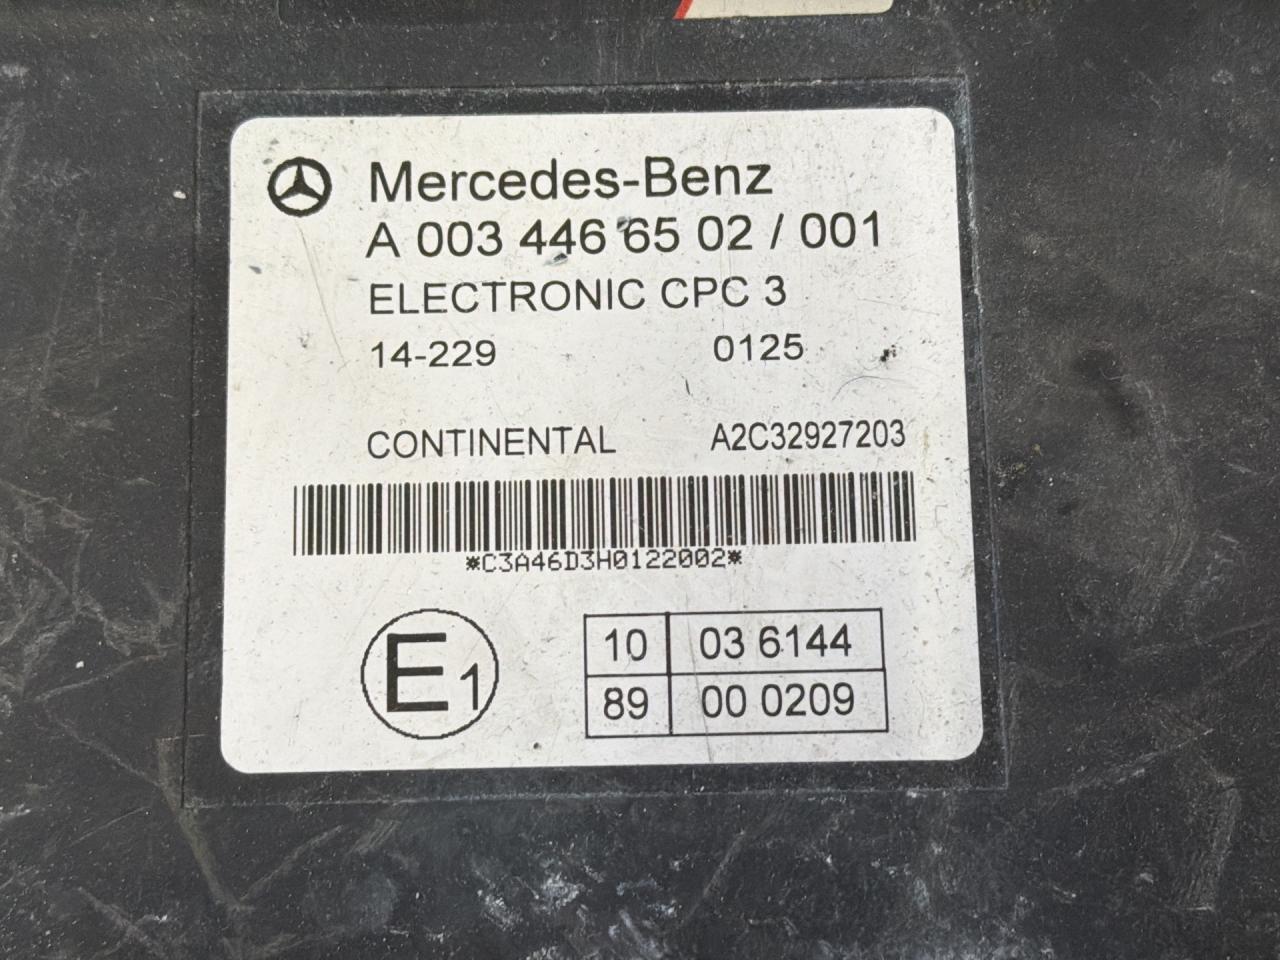 Mercedes-Benz
A 003 446 65 02 / 001
ELECTRONIC CPC 3
14-229 0125
CONTINENTAL A2C32927203
*C3A46D3H0122002*
E1
10 03 6144
89 00 0209